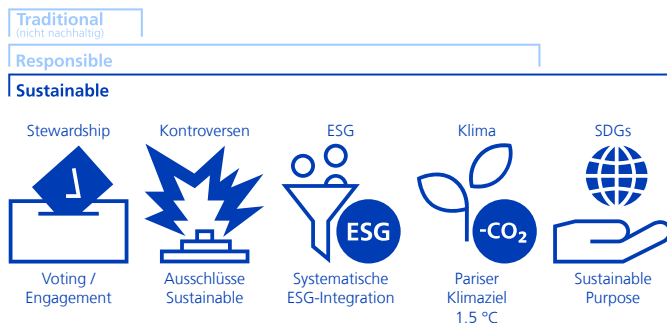 Traditional
(nicht nachhaltig)
Responsible
Sustainable
Stewardship
Kontroversen
ESG
Klima
SDGs
ESG
-CO₂
Voting /
Engagement
Ausschlüsse
Sustainable
Systematische
ESG-Integration
Pariser
Klimaziel
1,5 °C
Sustainable
Purpose